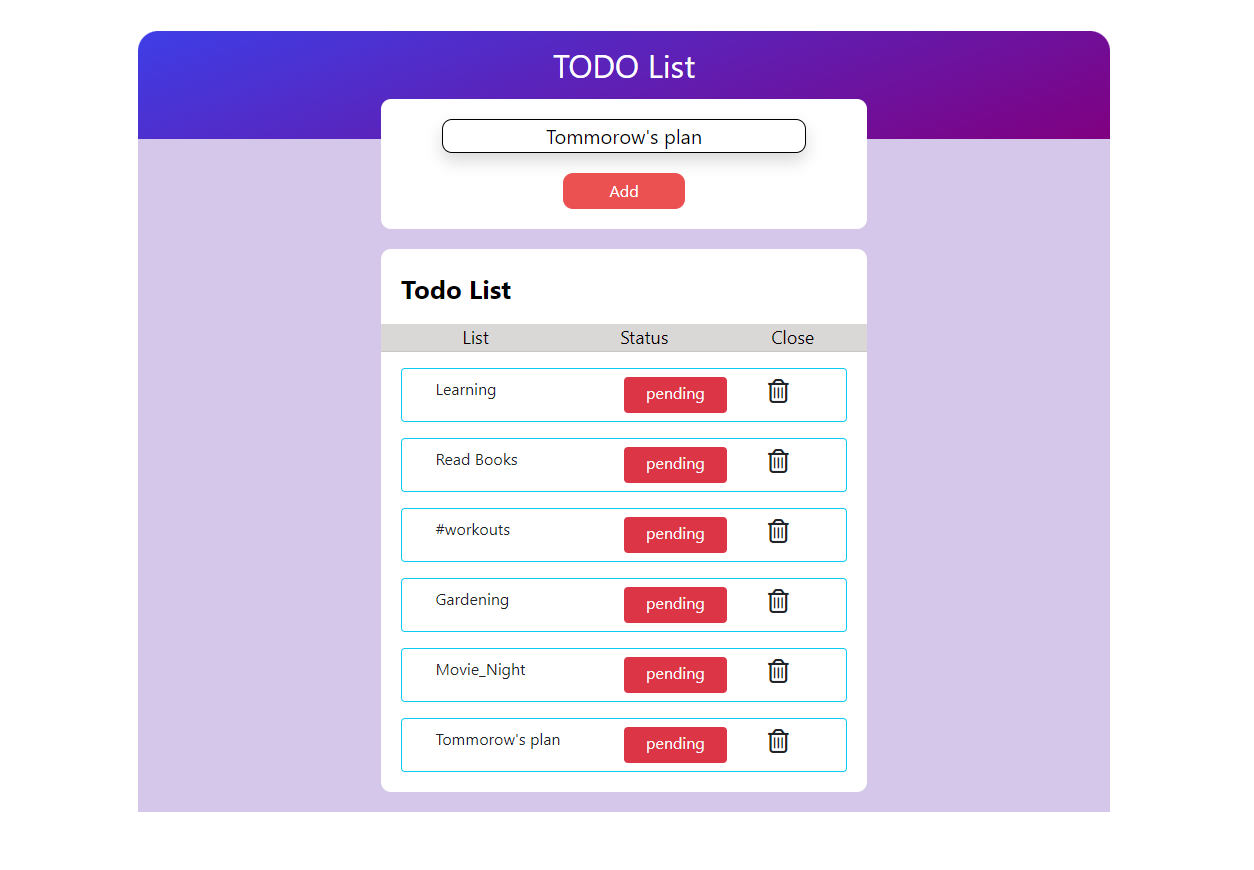 TODO List
Tommorow's plan
Add
Todo List
List Status Close
Learning pending
Read Books pending
#workouts pending
Gardening pending
Movie_Night pending
Tommorow's plan pending